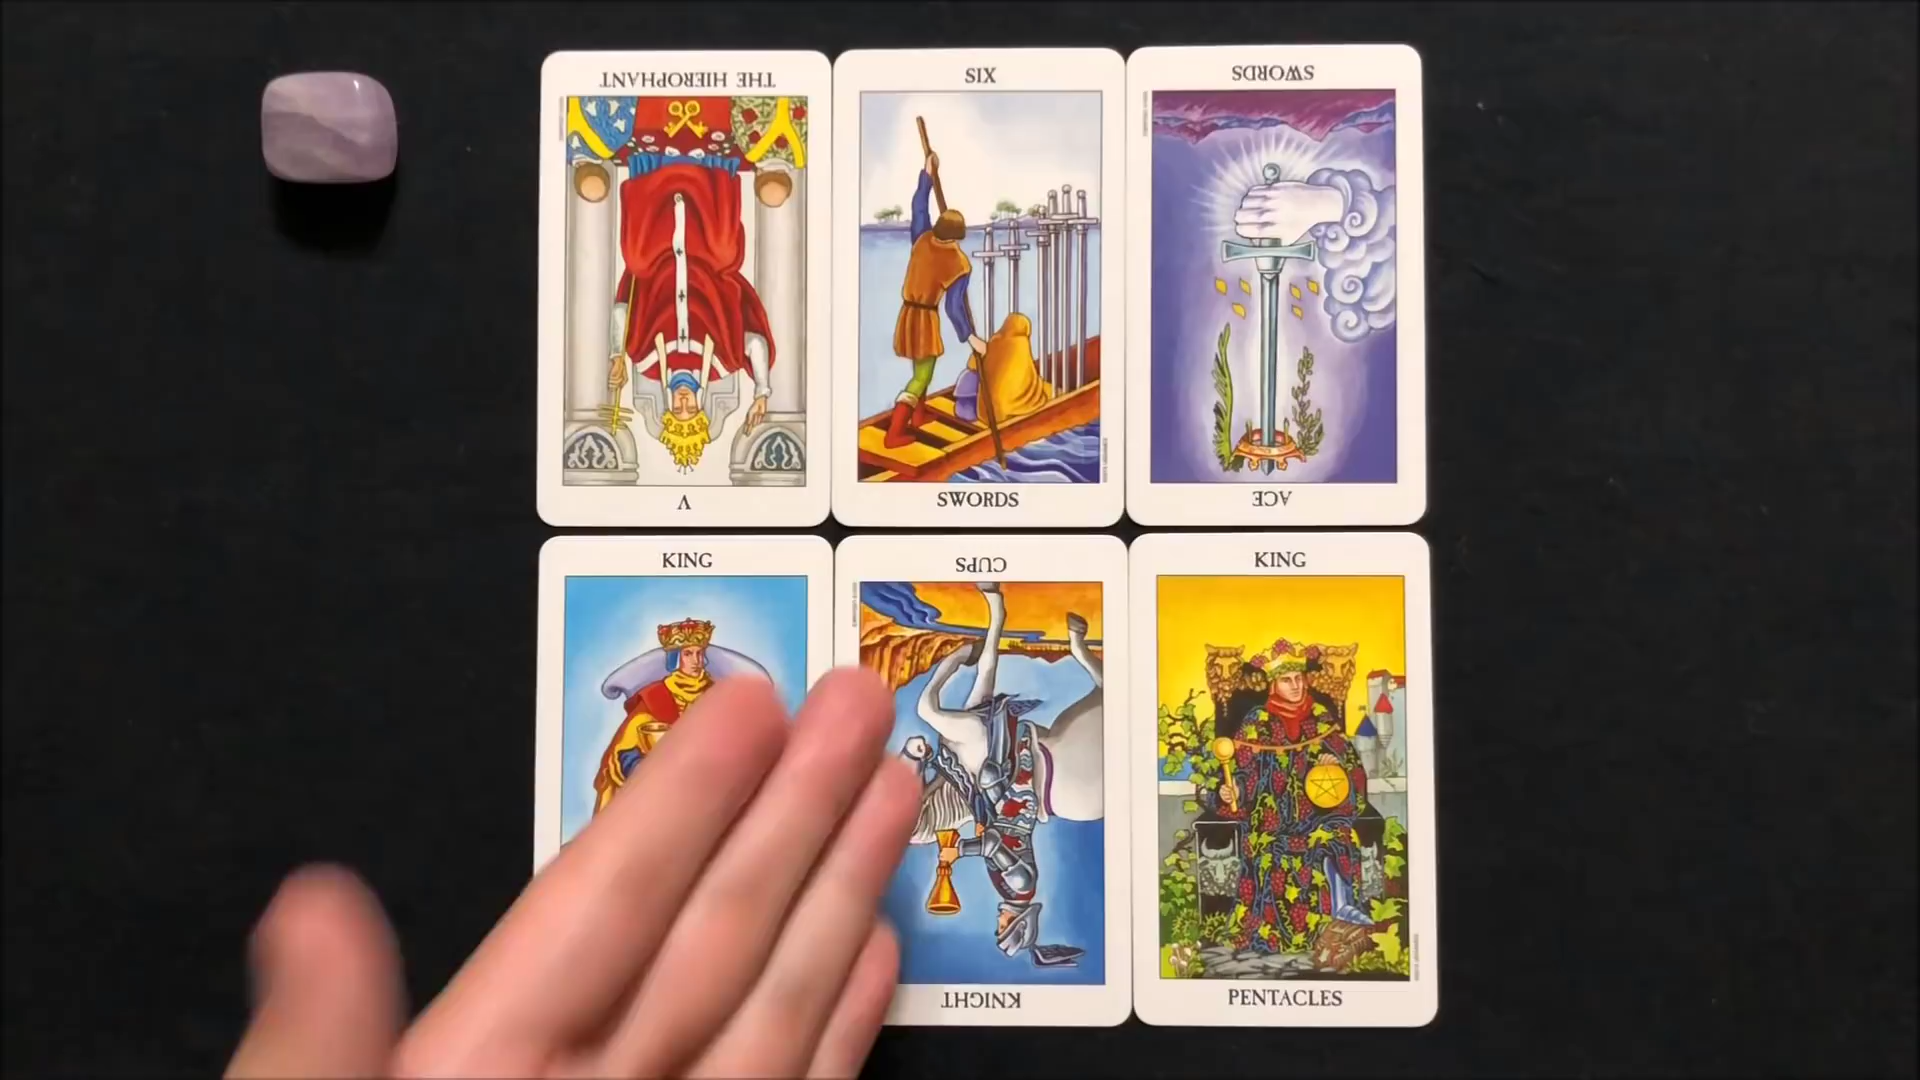 THE HIEROPHANT
SIX
SWORDS
V
SWORDS
ACE
KING
CUPS
KING
KNIGHT
PENTACLES